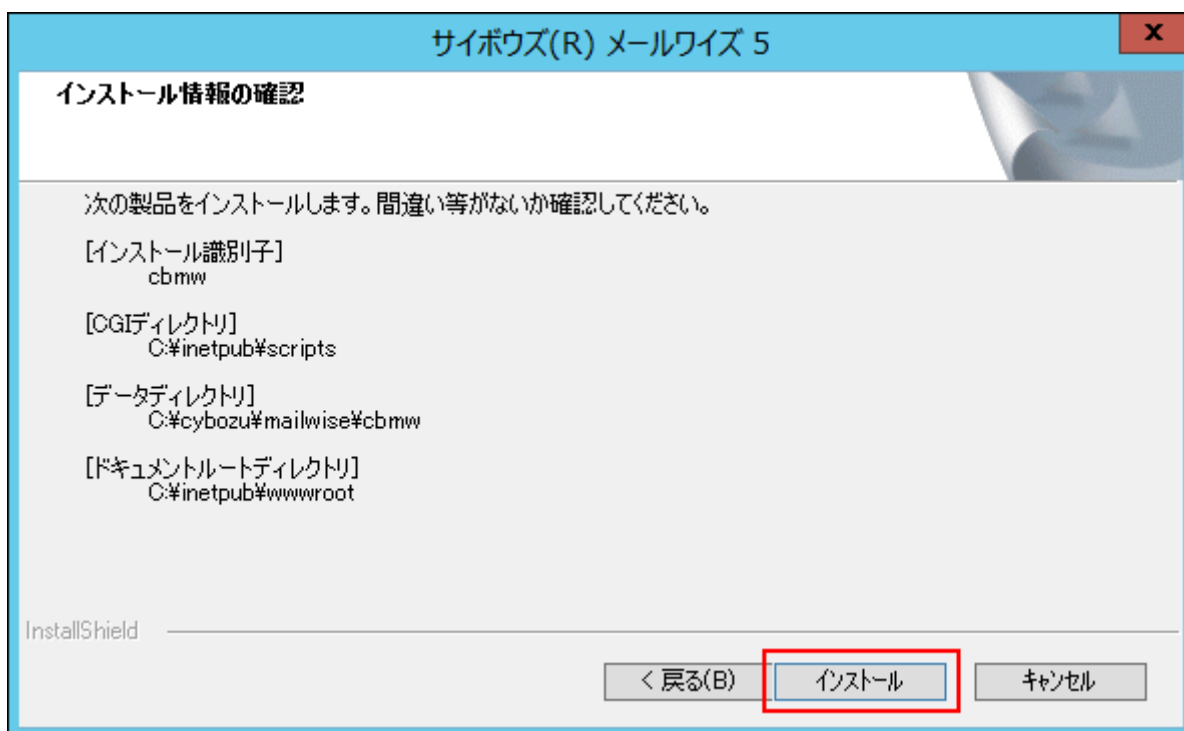 サイボウズ(R) メールワイズ 5
x
インストール情報の確認
次の製品をインストールします。間違い等がないか確認してください。
[インストール識別子]
cbmw
[CGIディレクトリ]
C:¥inetpub¥scripts
[データディレクトリ]
C:¥cybozu¥mailwise¥cbmw
[ドキュメントルートディレクトリ]
C:¥inetpub¥wwwroot
InstallShield
< 戻る(B) インストール キャンセル